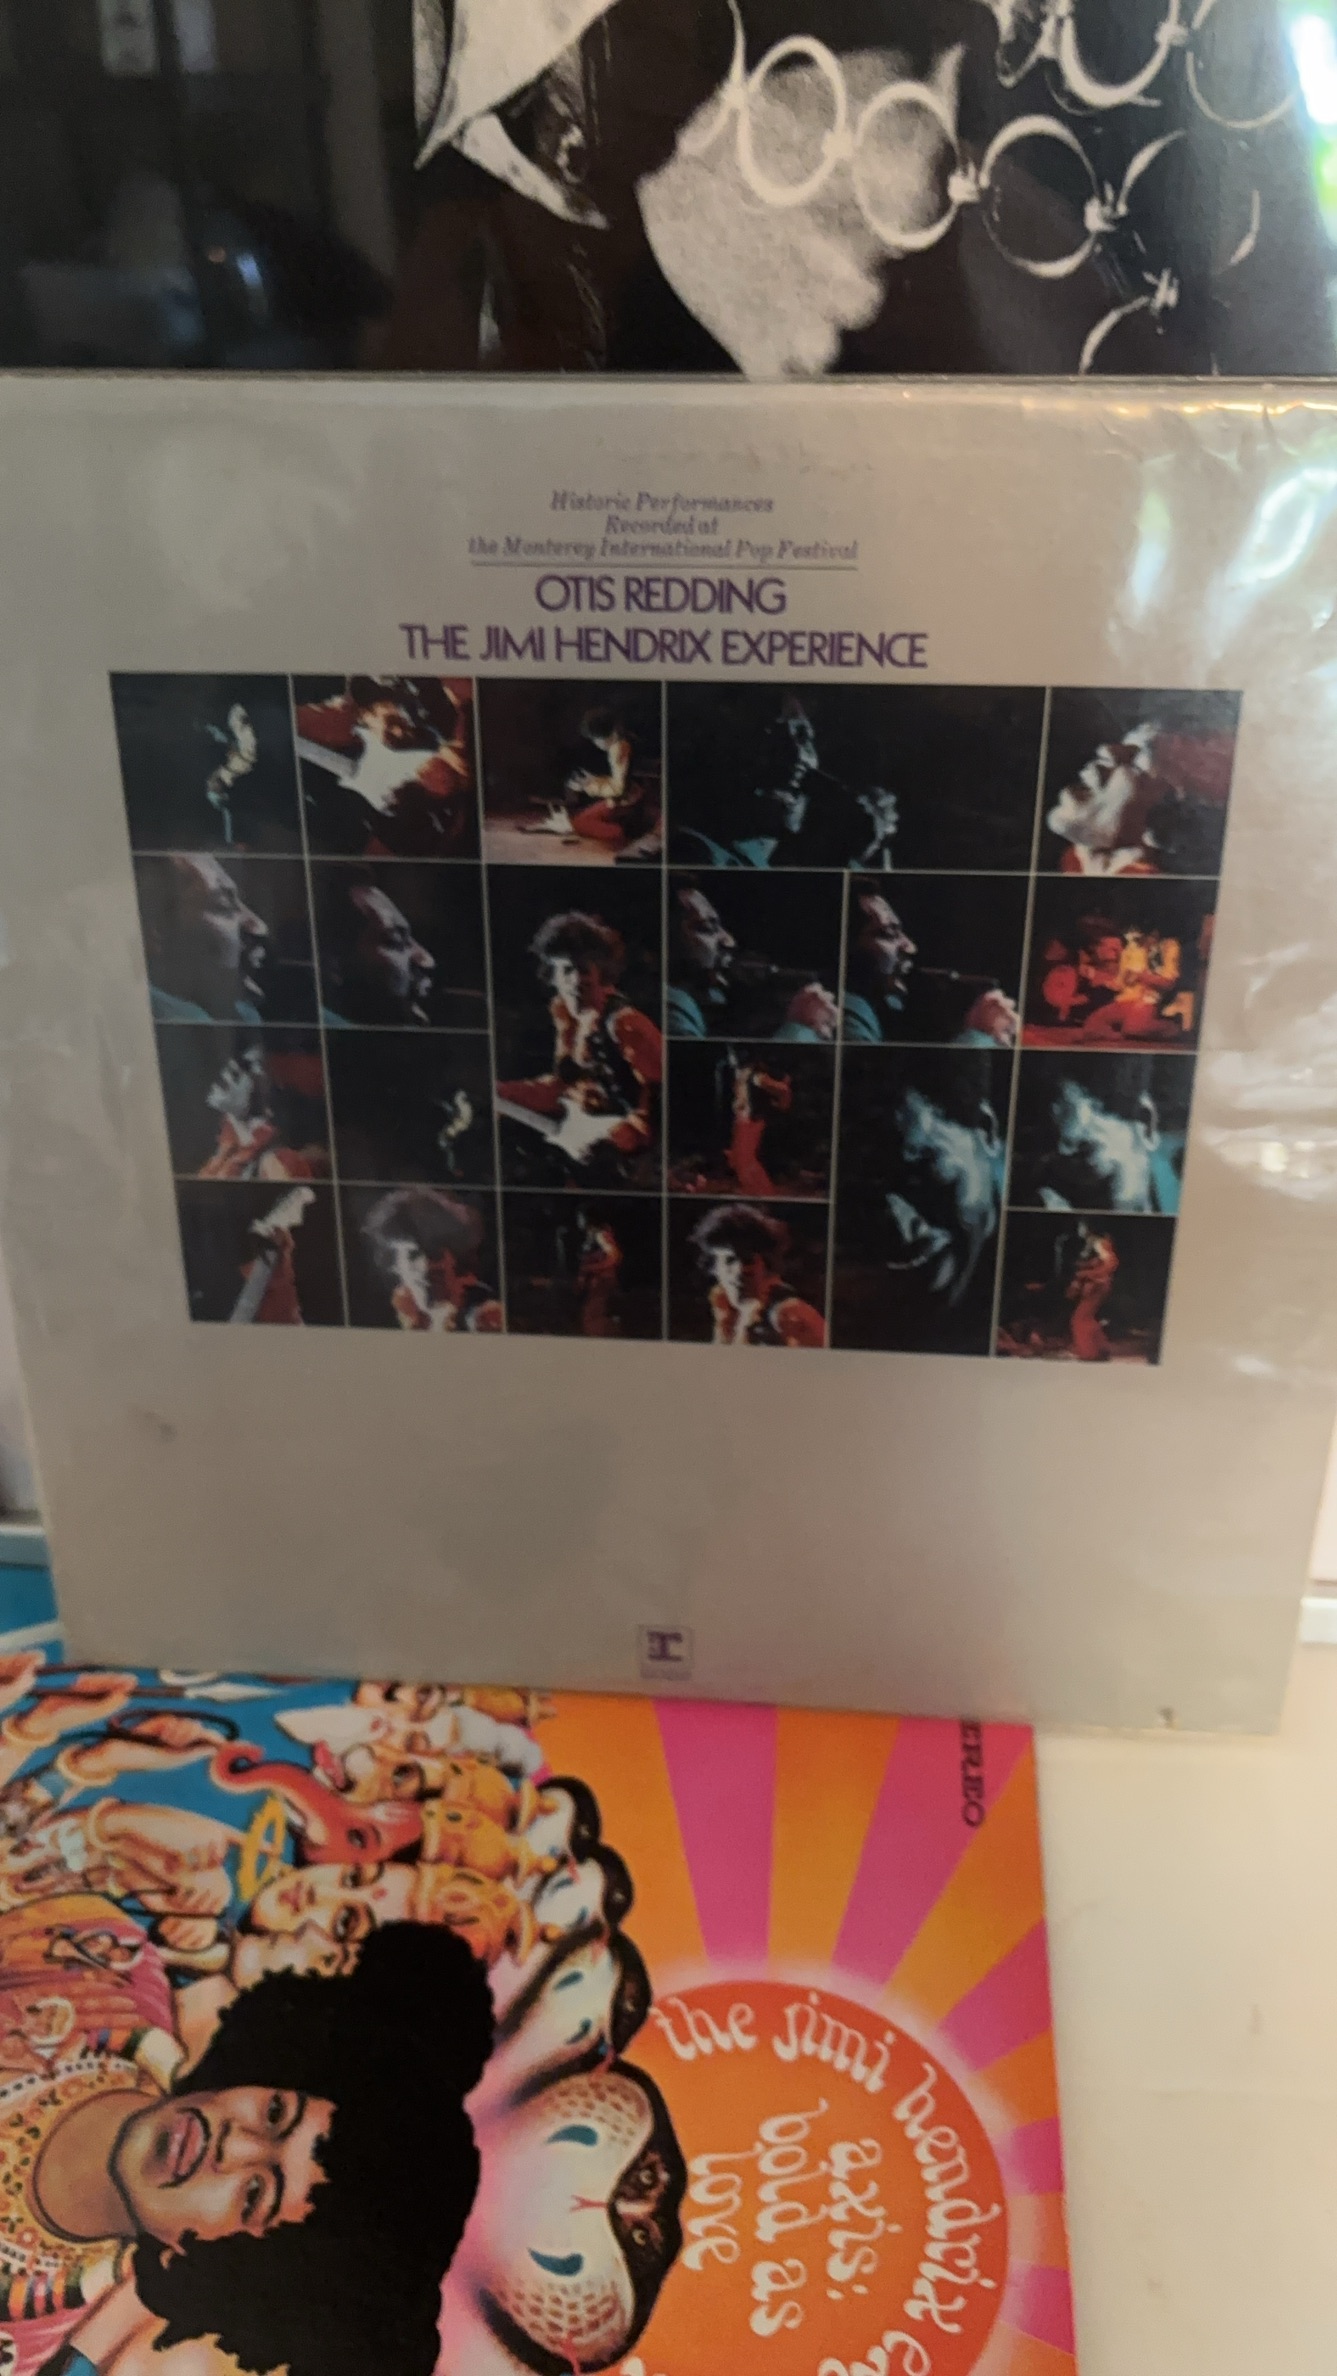 Historic Performances
Recorded at
the Monterey International Pop Festival
OTIS REDDING
THE JIMI HENDRIX EXPERIENCE
the jimi hendrix
axis:
bold as
love